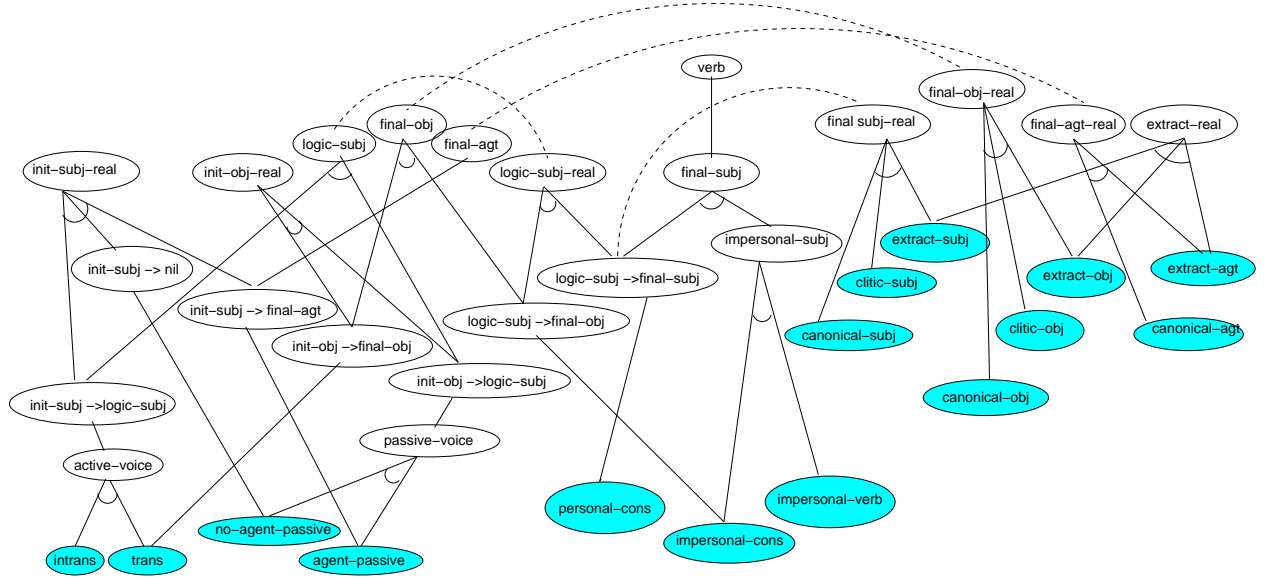 verb
final-obj-real
final-obj
final subj-real
final-agt-real
extract-real
logic-subj
final-agt
init-subj-real
init-obj-real
logic-subj-real
final-subj
impersonal-subj
extract-subj
init-subj -> nil
logic-subj ->final-subj
clitic-subj
extract-obj
extract-agt
init-subj -> final-agt
logic-subj ->final-obj
canonical-subj
clitic-obj
canonical-agt
init-obj ->final-obj
init-obj ->logic-subj
canonical-obj
init-subj ->logic-subj
passive-voice
active-voice
personal-cons
impersonal-verb
no-agent-passive
impersonal-cons
intrans
trans
agent-passive